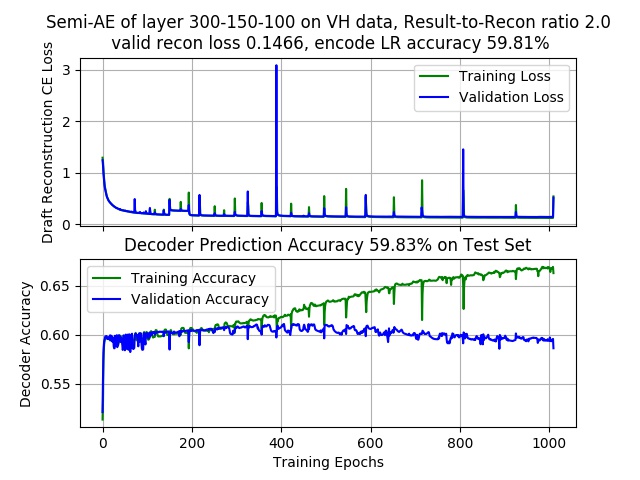 Semi-AE of layer 300-150-100 on VH data, Result-to-Recon ratio 2.0
valid recon loss 0.1466, encode LR accuracy 59.81%
Draft Reconstruction CE Loss
3
2
1
0
Training Loss
Validation Loss
Decoder Prediction Accuracy 59.83% on Test Set
Decoder Accuracy
0.65
0.60
0.55
Training Accuracy
Validation Accuracy
0
200
400
600
800
1000
Training Epochs